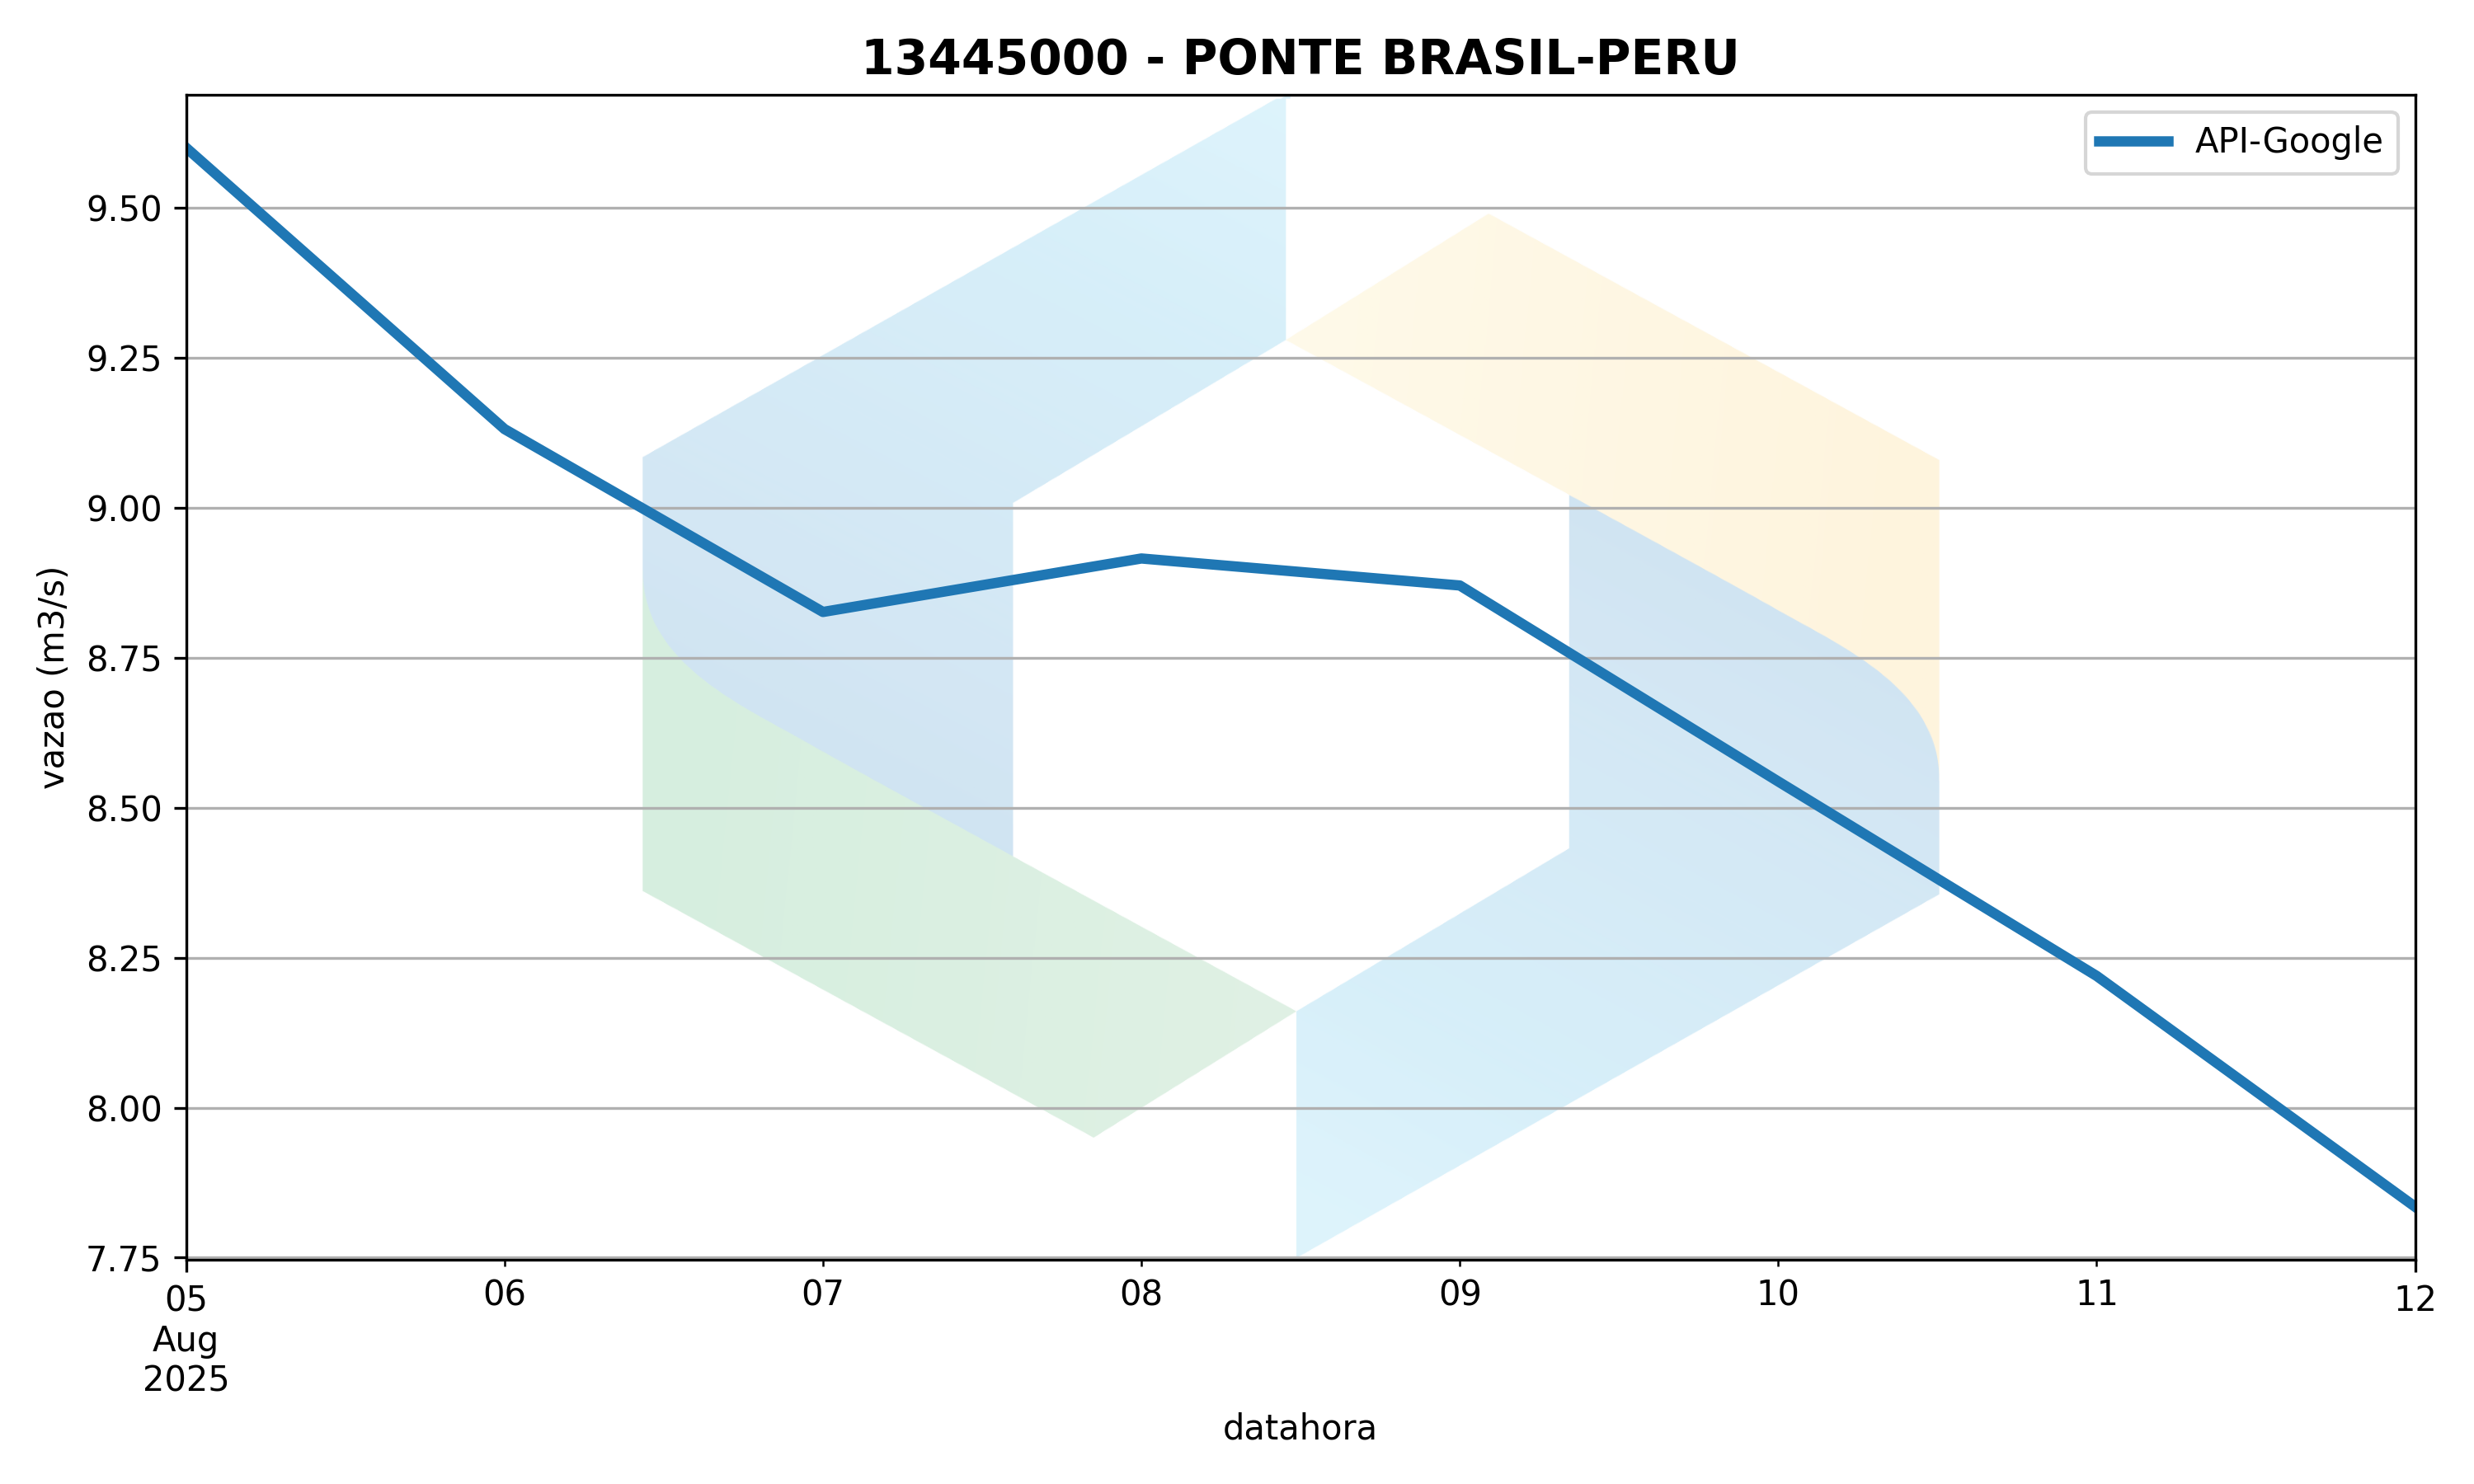 13445000 - PONTE BRASIL-PERU
API-Google
9.50
9.25
9.00
8.75
8.50
8.25
8.00
7.75
vazao (m3/s)
05 06 07 08 09 10 11 12
Aug
2025
datahora